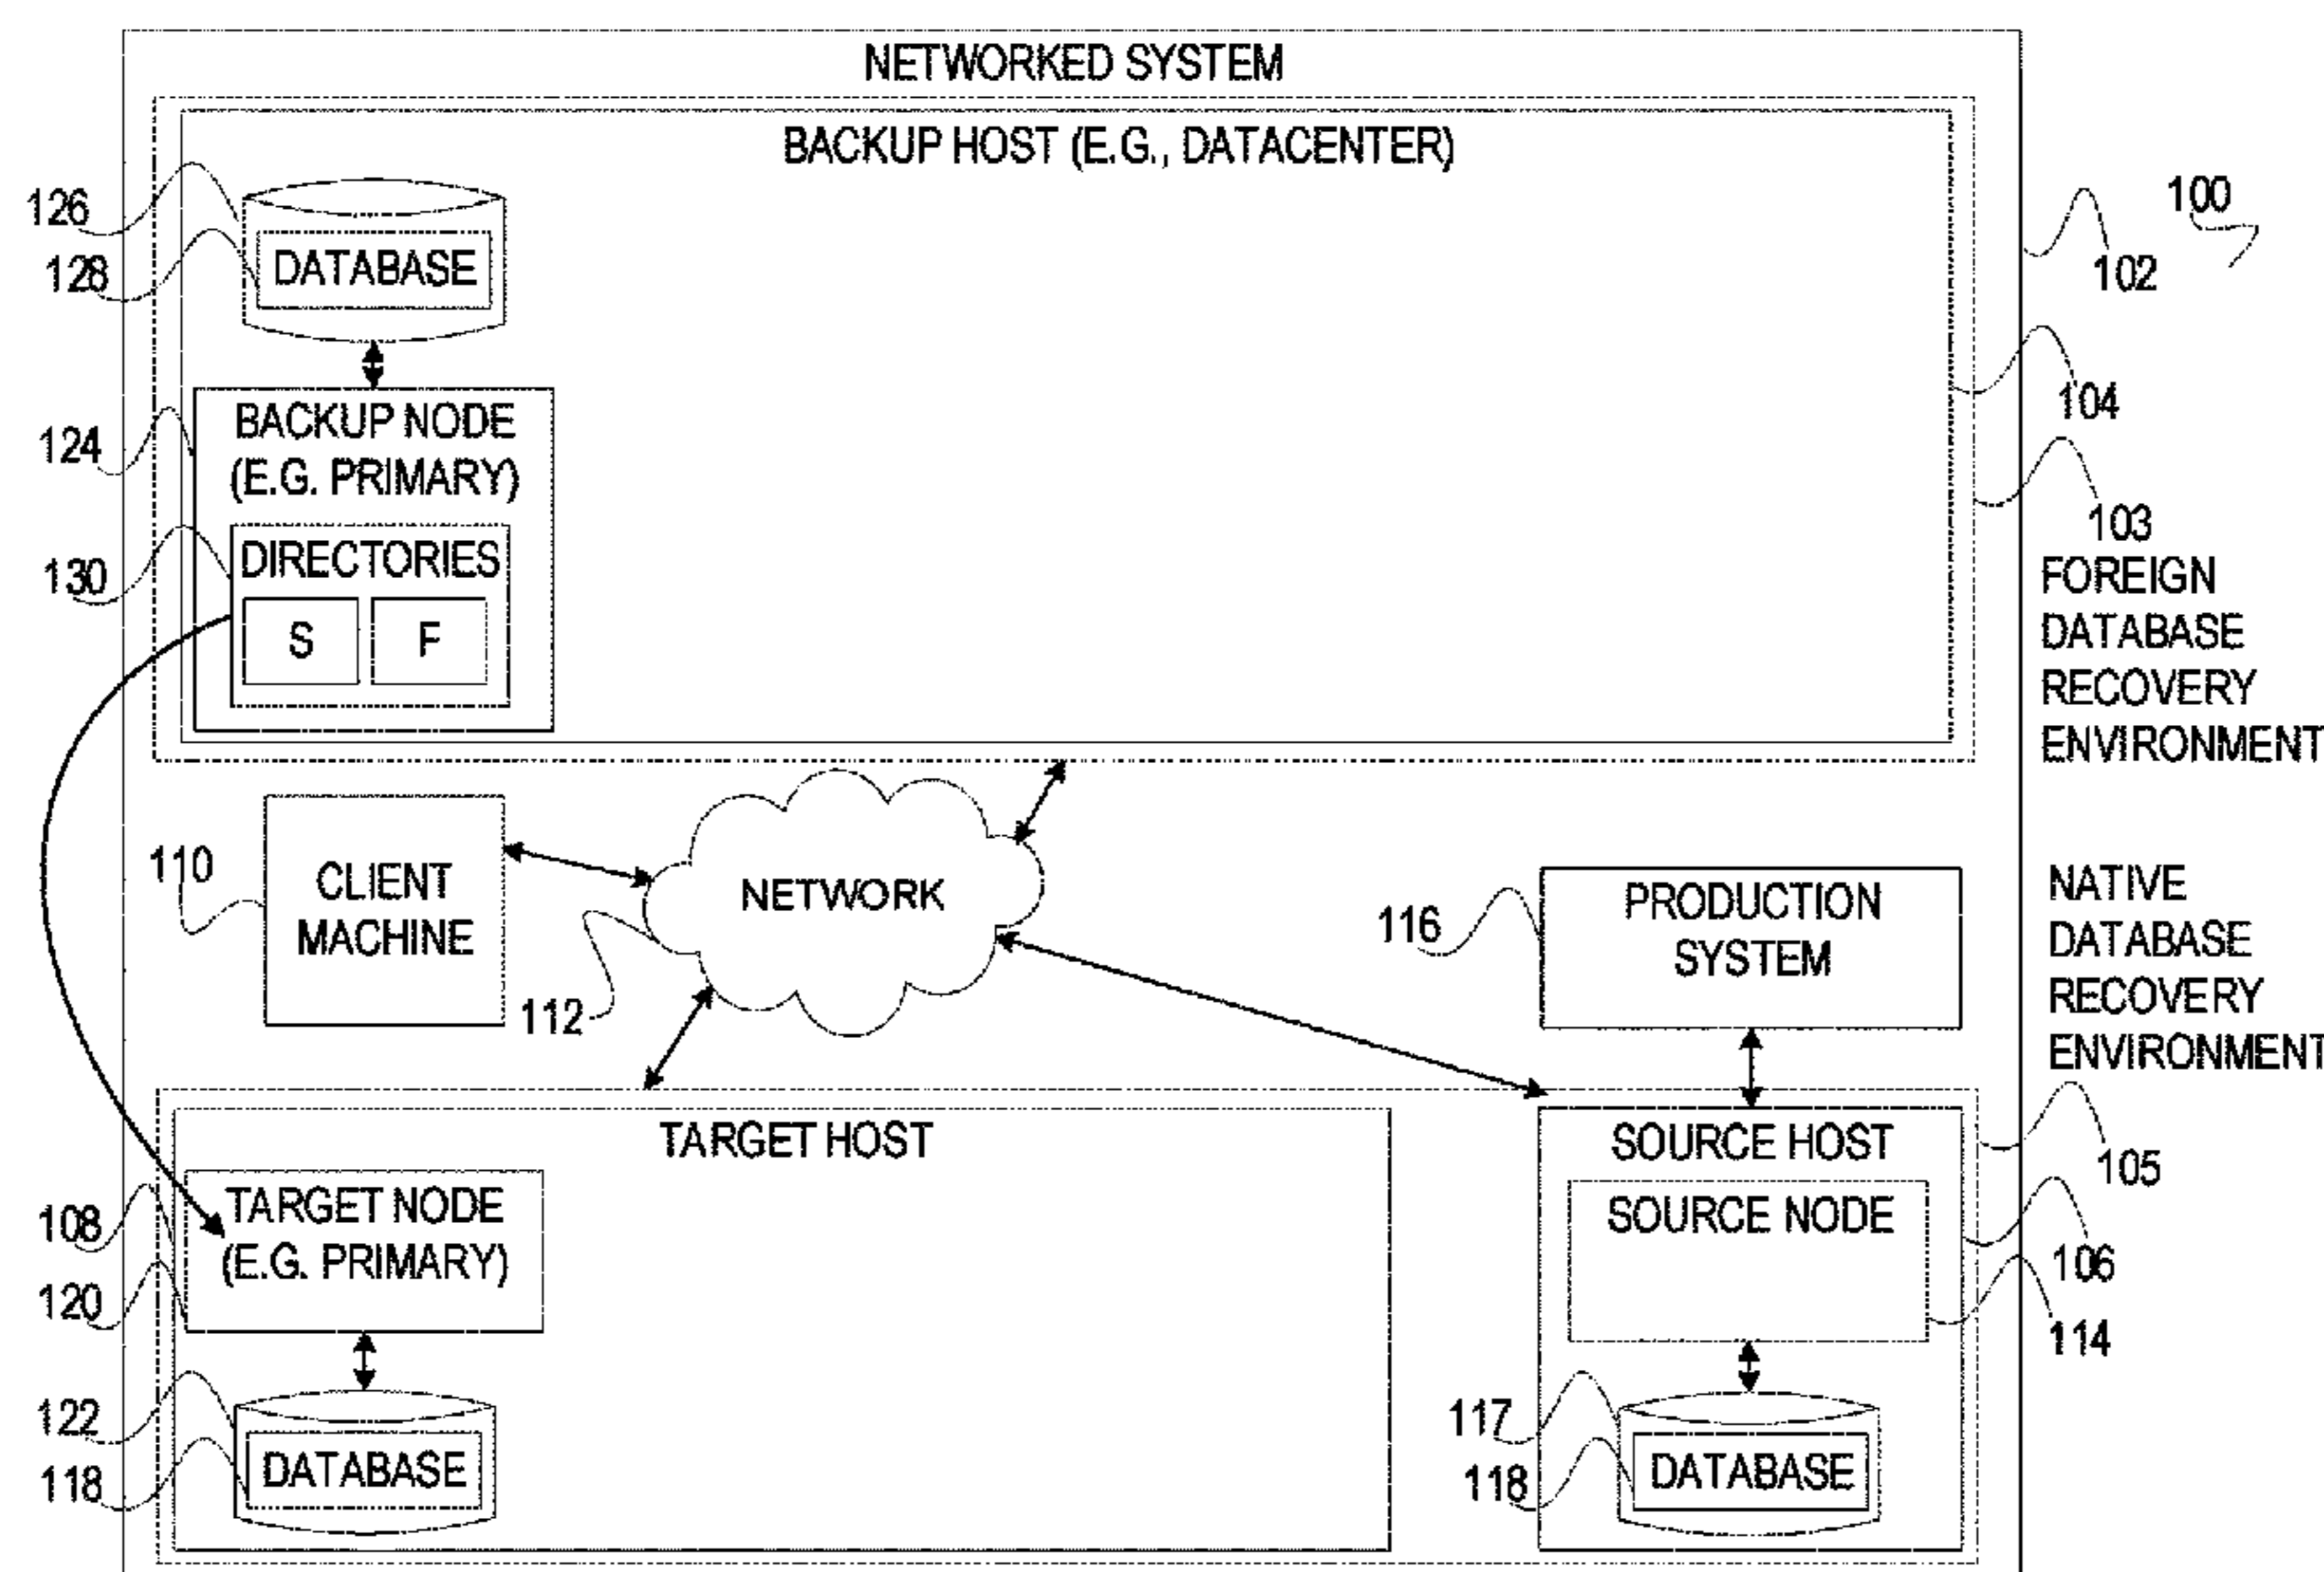 NETWORKED SYSTEM
BACKUP HOST (E.G., DATACENTER)
126
128
DATABASE
100
102
104
103
124
BACKUP NODE
(E.G. PRIMARY)
130
DIRECTORIES
S F
FOREIGN
DATABASE
RECOVERY
ENVIRONMENT
110
CLIENT
MACHINE
NETWORK
112
116
PRODUCTION
SYSTEM
NATIVE
DATABASE
RECOVERY
ENVIRONMENT
TARGET HOST
SOURCE HOST
105
108
TARGET NODE
(E.G. PRIMARY)
120
SOURCE NODE
106
114
122
118
DATABASE
117
118
DATABASE